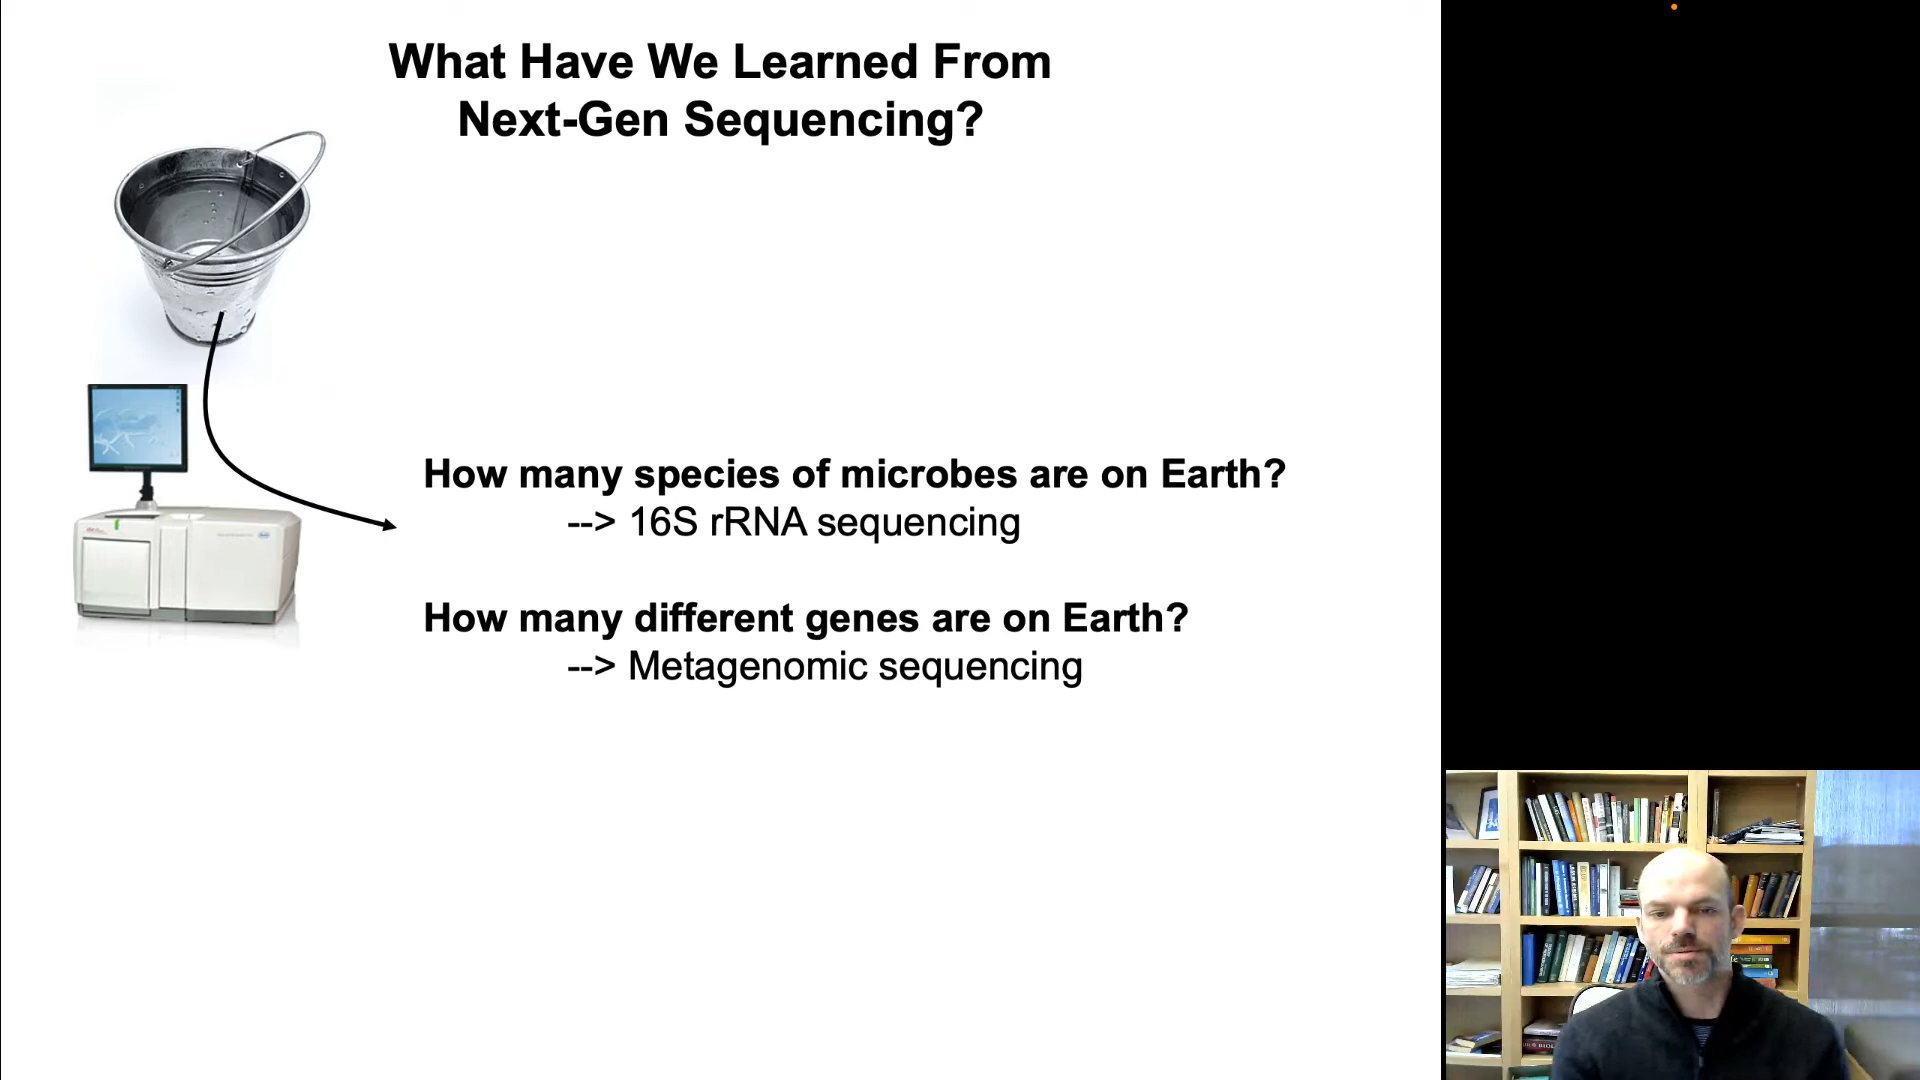 What Have We Learned From
Next-Gen Sequencing?
How many species of microbes are on Earth?
--> 16S rRNA sequencing
How many different genes are on Earth?
--> Metagenomic sequencing